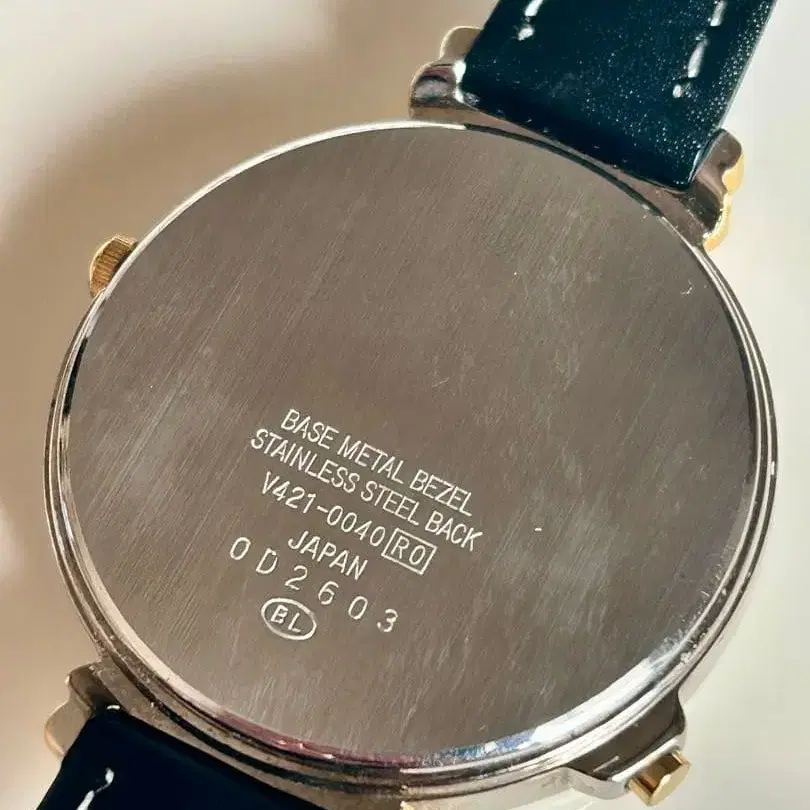 BASE METAL BEZEL
STAINLESS STEEL BACK
V421-0040 R0
JAPAN
0D2603
BL